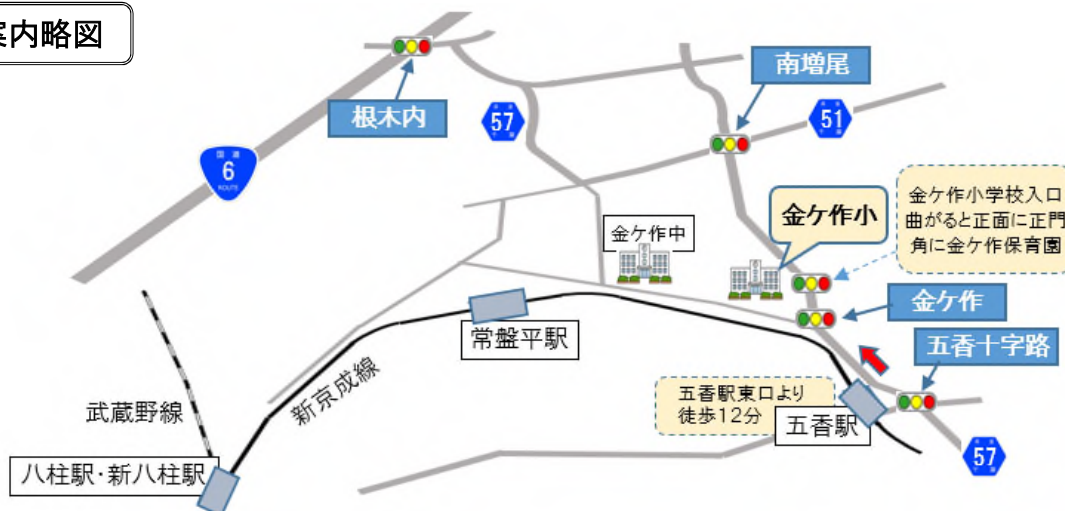 案内略図
根木内
国道
6
ROUTE
57
南増尾
51
金ケ作小
金ケ作小学校入口
曲がると正面に正門
角に金ケ作保育園
金ケ作中
金ケ作
五香十字路
常盤平駅
新京成線
武蔵野線
五香駅東口より
徒歩12分
五香駅
八柱駅・新八柱駅
57